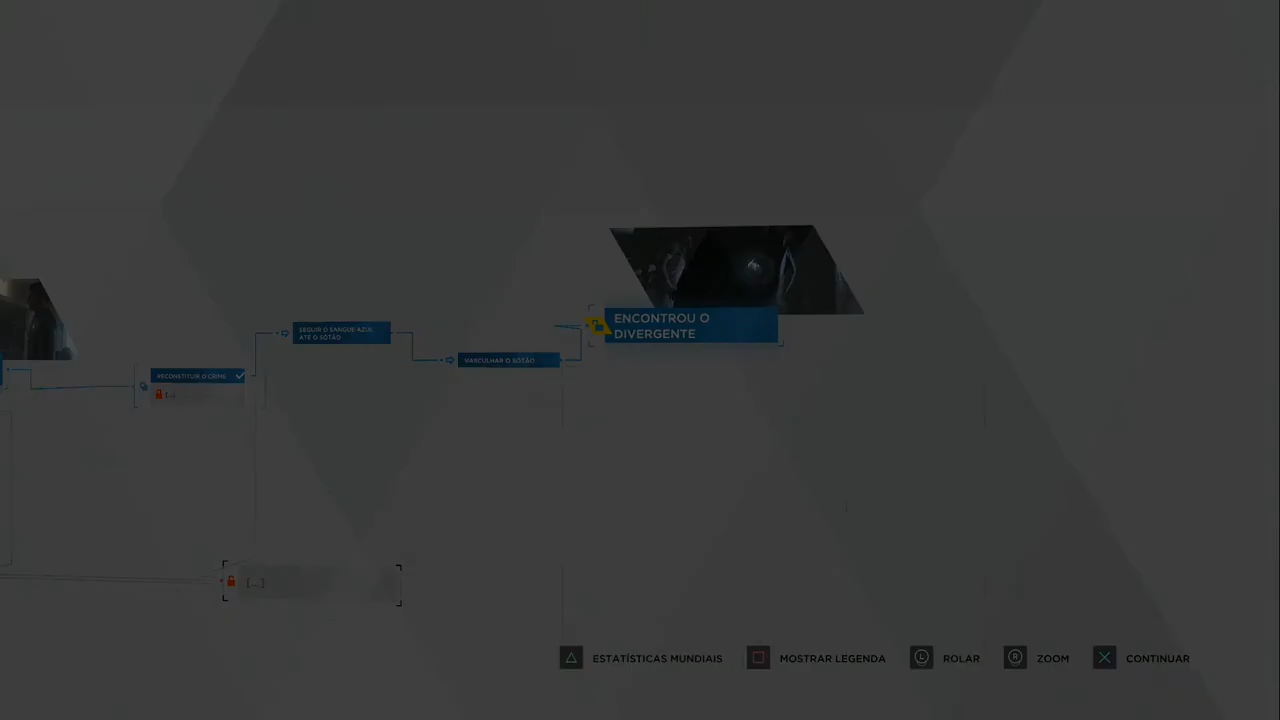 ENCONTROU O
DIVERGENTE
SEGUIR O SANGUE AZUL
ATÉ O SÓTÃO
VASCULHAR O SÓTÃO
RECONSTITUIR O CRIME
[...]
[...]
ESTATÍSTICAS MUNDIAIS
MOSTRAR LEGENDA
L
ROLAR
R
ZOOM
CONTINUAR